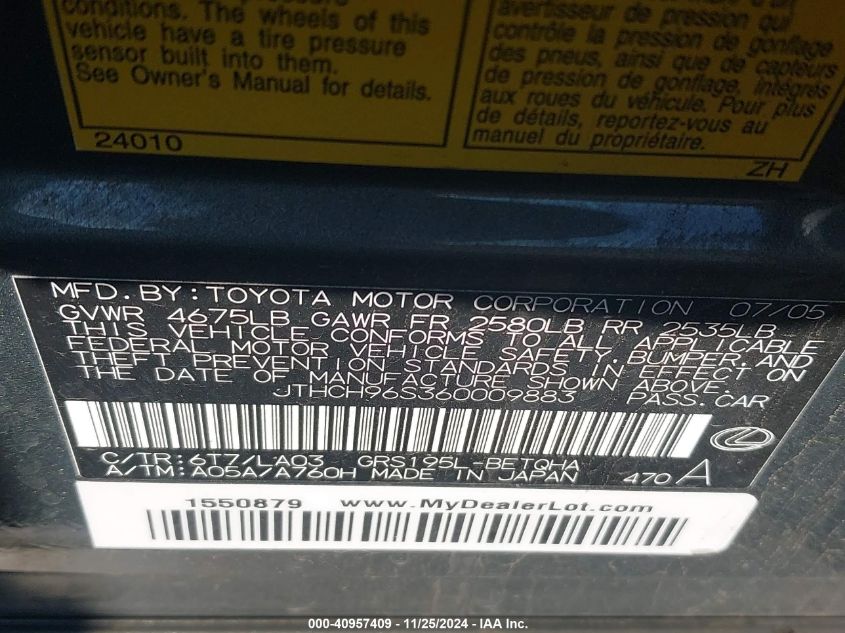 conditions. The wheels of this
vehicle have a tire pressure
sensor built into them.
See Owner's Manual for details.
24010
avertisseur de pression qui
contrôle la pression de gonflage
des pneus, ainsi que de capteurs
de pression de gonflage, intégrés
aux roues du véhicule. Pour plus
de détails, reportez-vous au
manuel du propriétaire.
ZH
MFD. BY: TOYOTA MOTOR CORPORATION 07/05
GVWR 4675LB GAWR FR 2580LB RR 2535LB
THIS VEHICLE CONFORMS TO ALL APPLICABLE
FEDERAL MOTOR VEHICLE SAFETY, BUMPER, AND
THEFT PREVENTION STANDARDS IN EFFECT ON
THE DATE OF MANUFACTURE SHOWN ABOVE.
JTHCH96S360009883 PASS. CAR
C/TR: 6T7/LA03 GRS195L-BETQHA
A/TM: A05A/A760H MADE IN JAPAN 470 A
1550879 www.MyDealerLot.com
000-40957409 - 11/25/2024 - IAA Inc.